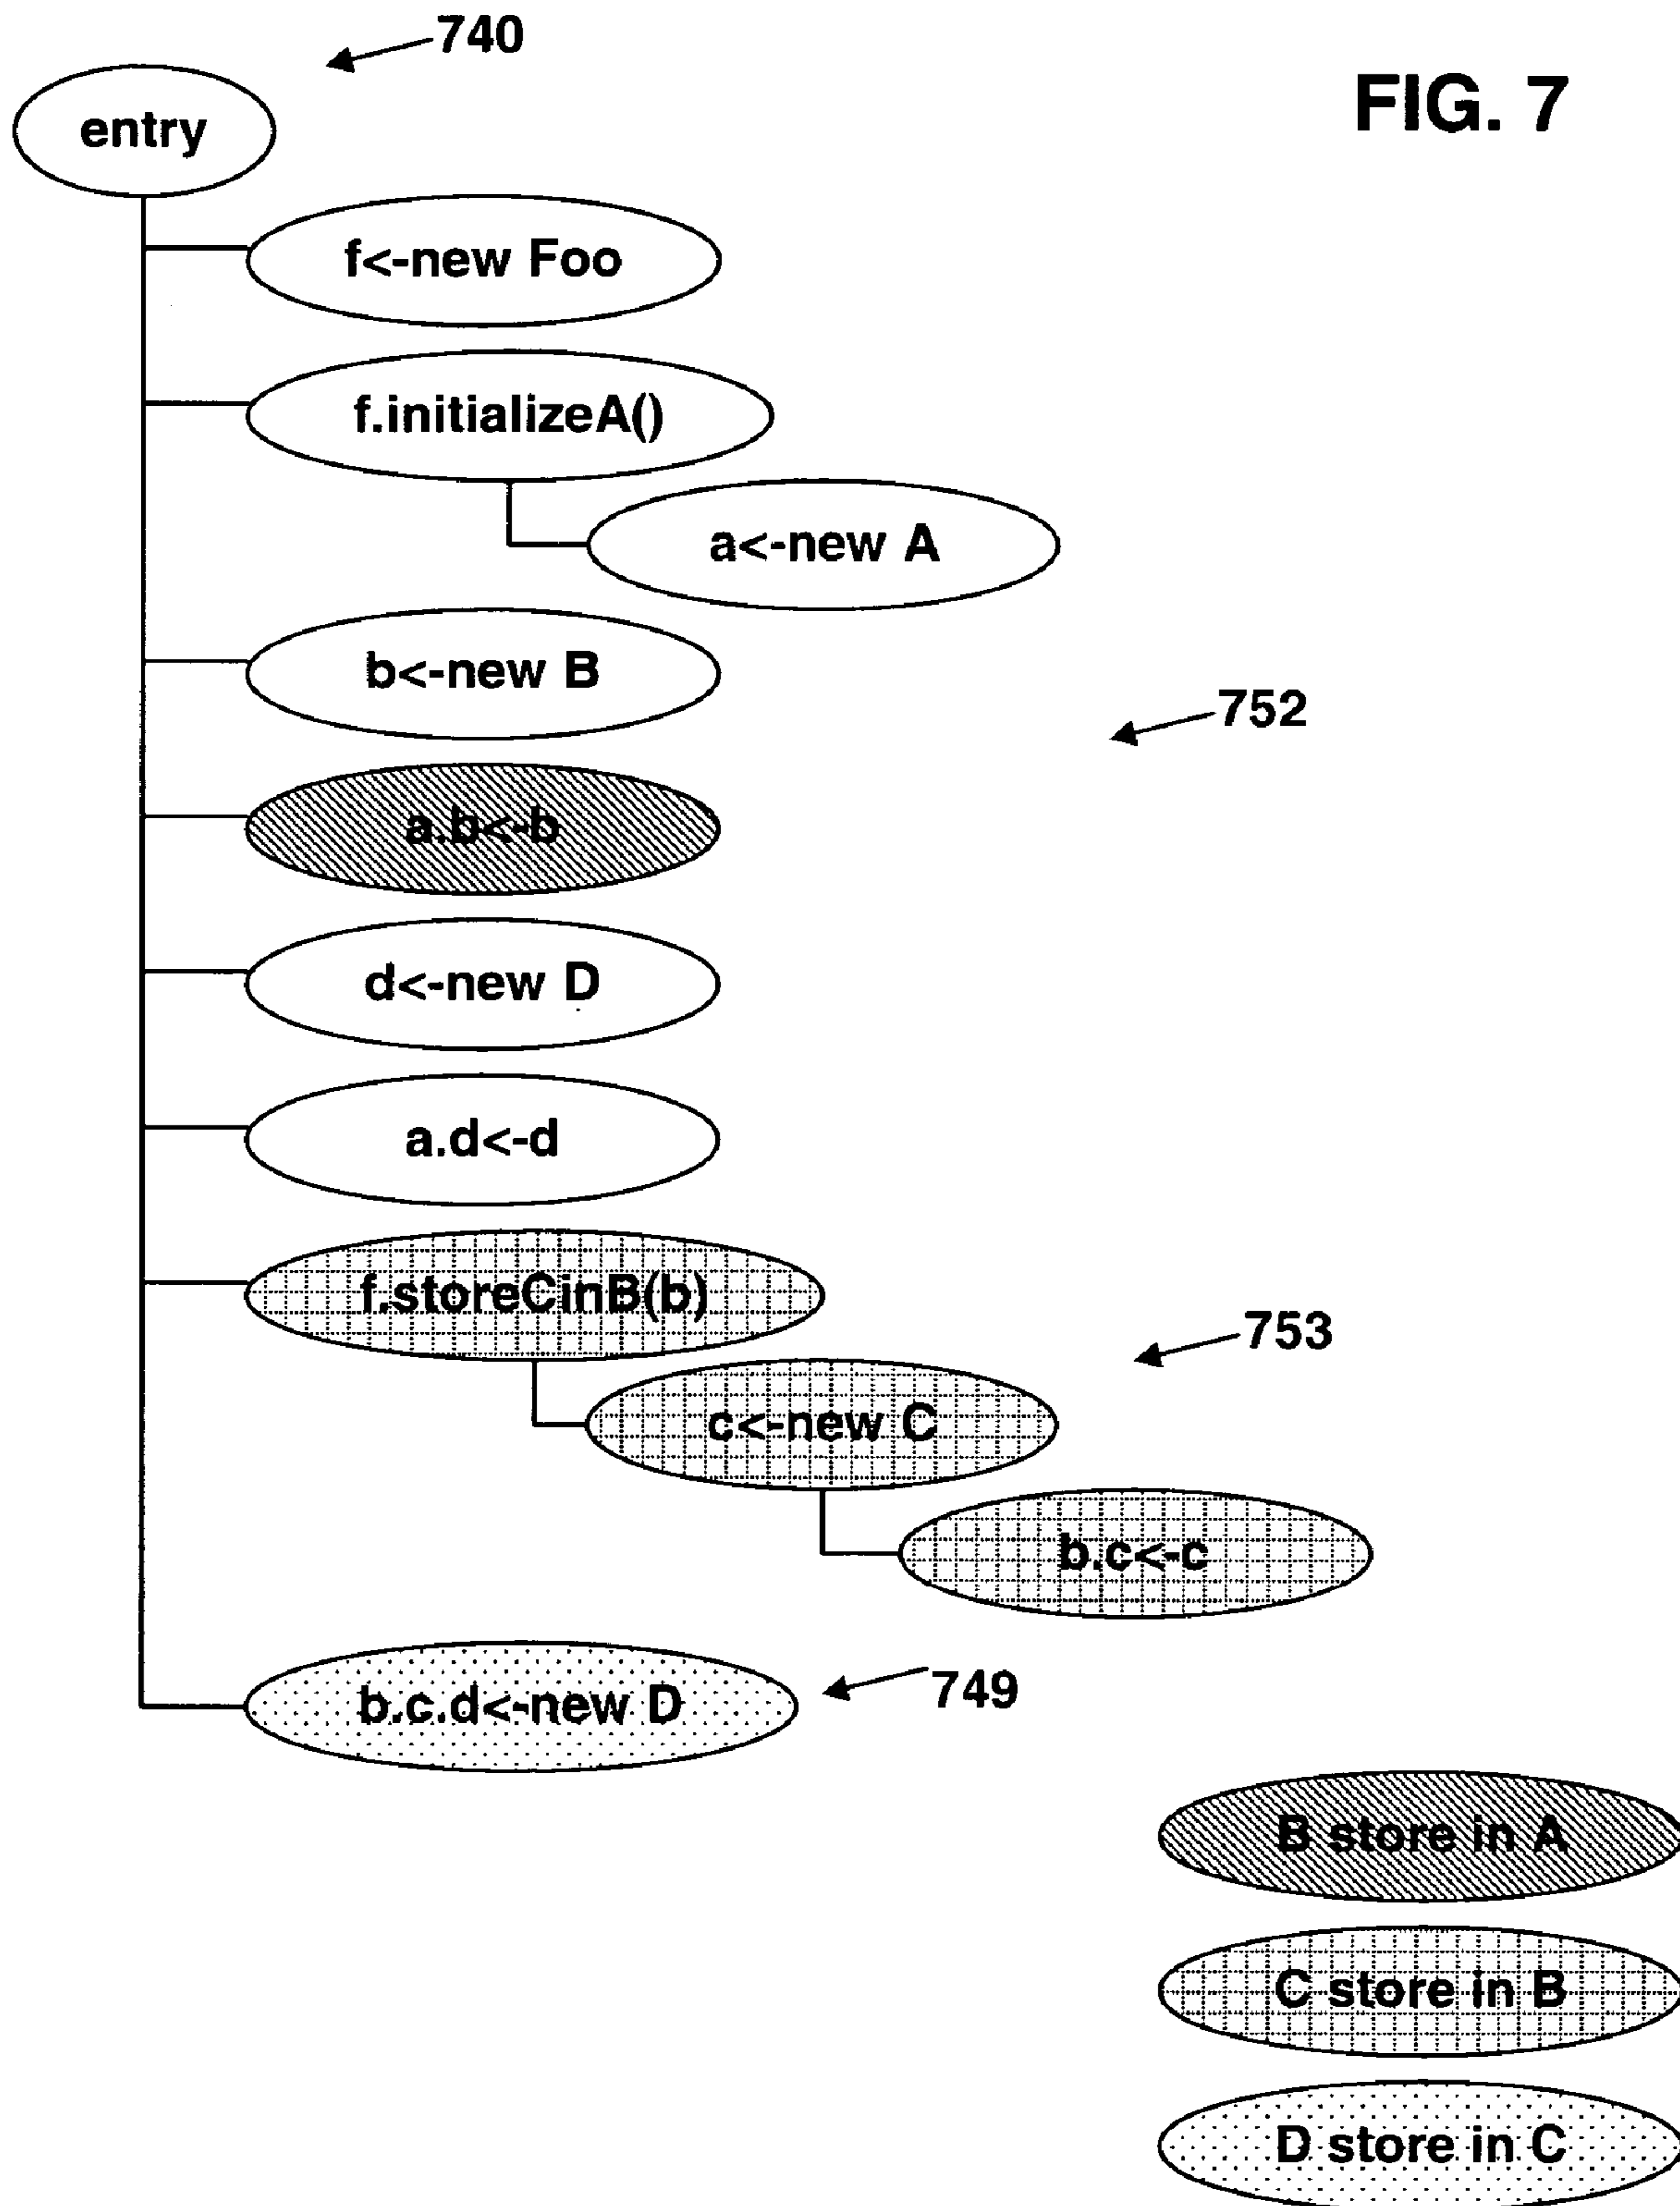 740
FIG. 7
entry
f<-new Foo
f.initializeA()
a<-new A
b<-new B
752
a.b<-b
d<-new D
a.d<-d
f.storeCinB(b)
753
c<-new C
b.c<-c
b.c.d<-new D
749
B store in A
C store in B
D store in C